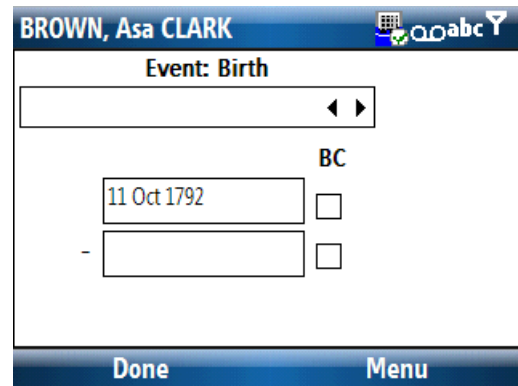 BROWN, Asa CLARK abc
Event: Birth
BC
11 Oct 1792
-
Done Menu